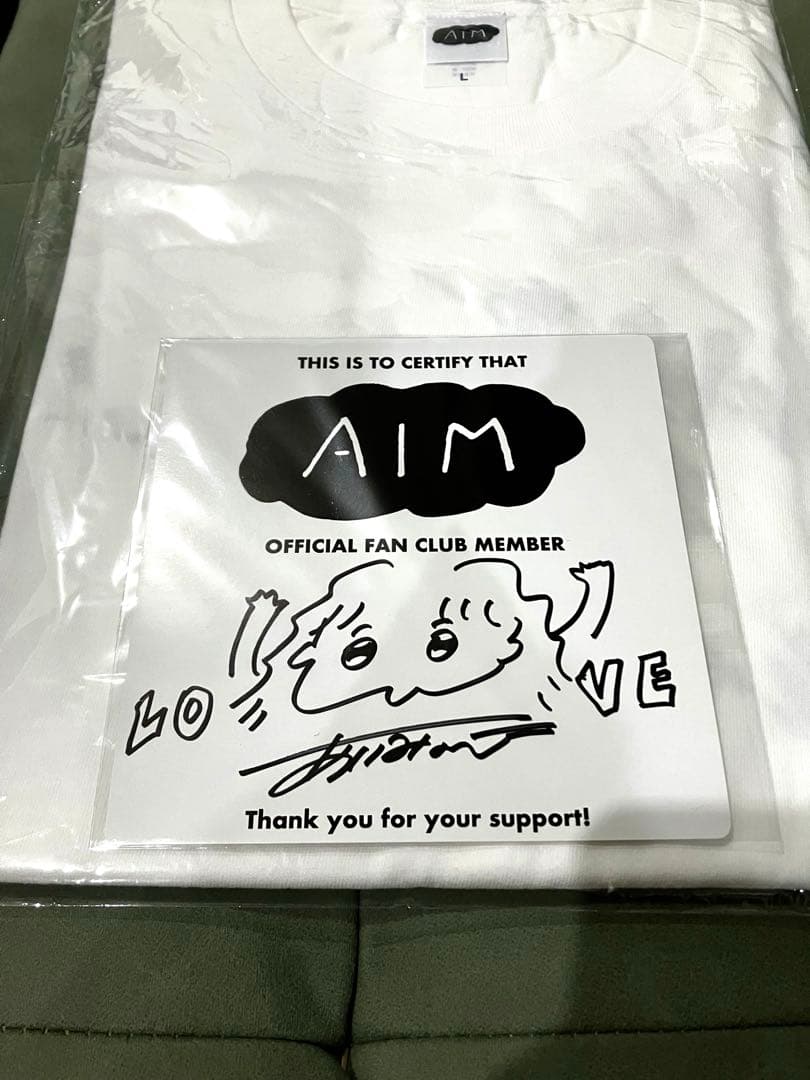 AIM
L
THIS IS TO CERTIFY THAT
AIM
OFFICIAL FAN CLUB MEMBER
LO VE
Thank you for your support!